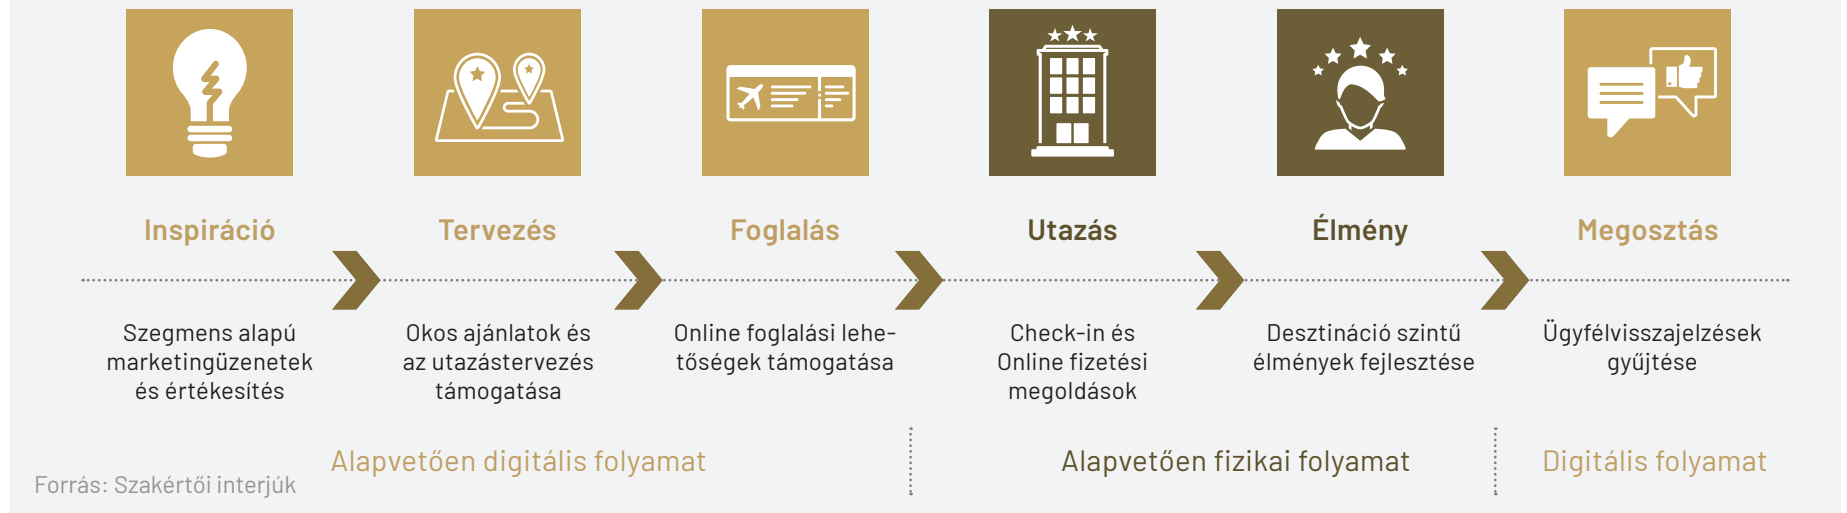 Inspiráció
Tervezés
Foglalás
Utazás
Élmény
Megosztás
Szegmens alapú
marketingüzenetek
és értékesítés
Okos ajánlatok és
az utazástervezés
támogatása
Online foglalási lehe-
tőségek támogatása
Check-in és
Online fizetési
megoldások
Desztináció szintű
élmények fejlesztése
Ügyfélvisszajelzések
gyűjtése
Alapvetően digitális folyamat
Alapvetően fizikai folyamat
Digitális folyamat
Forrás: Szakértői interjúk